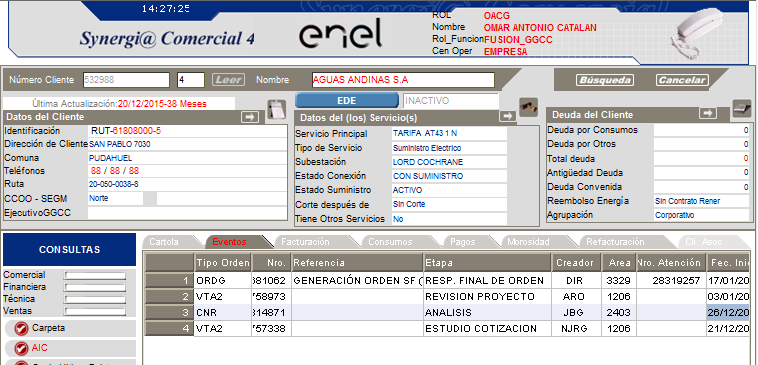 14:27:25
Synergi@ Comercial 4
enel
ROL OACG
Nombre OMAR ANTONIO CATALAN
Rol_Funcion FUSION_GGCC
Cen Oper EMPRESA
Número Cliente 532988 4 Leer Nombre AGUAS ANDINAS S.A Búsqueda Cancelar
Última Actualización:20/12/2015-38 Meses
EDE INACTIVO
Datos del Cliente
Identificación RUT-61808000-5
Dirección de Cliente SAN PABLO 7030
Comuna PUDAHUEL
Teléfonos 88 / 88 / 88
Ruta 20-050-0038-8
CCOO - SEGM Norte
EjecutivoGGCC
Datos del (los) Servicio(s)
Servicio Principal TARIFA AT43 1 N
Tipo de Servicio Suministro Electrico
Subestación LORD COCHRANE
Estado Conexión CON SUMINISTRO
Estado Suministro ACTIVO
Corte después de Sin Corte
Tiene Otros Servicios No
Deuda del Cliente
Deuda por Consumos 0
Deuda por Otros 0
Total deuda 0
Antigüedad Deuda 0
Deuda Convenida 0
Reembolso Energía Sin Contrato Rener
Agrupación Corporativo
CONSULTAS
Comercial
Financiera
Técnica
Ventas
Carpeta
AIC
Cartola Eventos Facturación Consumos Pagos Morosidad Refacturación Cli. Asoc
Tipo Orden Nro. Referencia Etapa Creador Area Nro. Atención Fec. Inic
1 ORDG 381062 GENERACIÓN ORDEN SF ( RESP. FINAL DE ORDEN DIR 3329 28319257 17/01/20
2 VTA2 758973 REVISION PROYECTO ARO 1206 03/01/20
3 CNR 314871 ANALISIS JBG 2403 26/12/20
4 VTA2 757338 ESTUDIO COTIZACION NJRG 1206 21/12/20